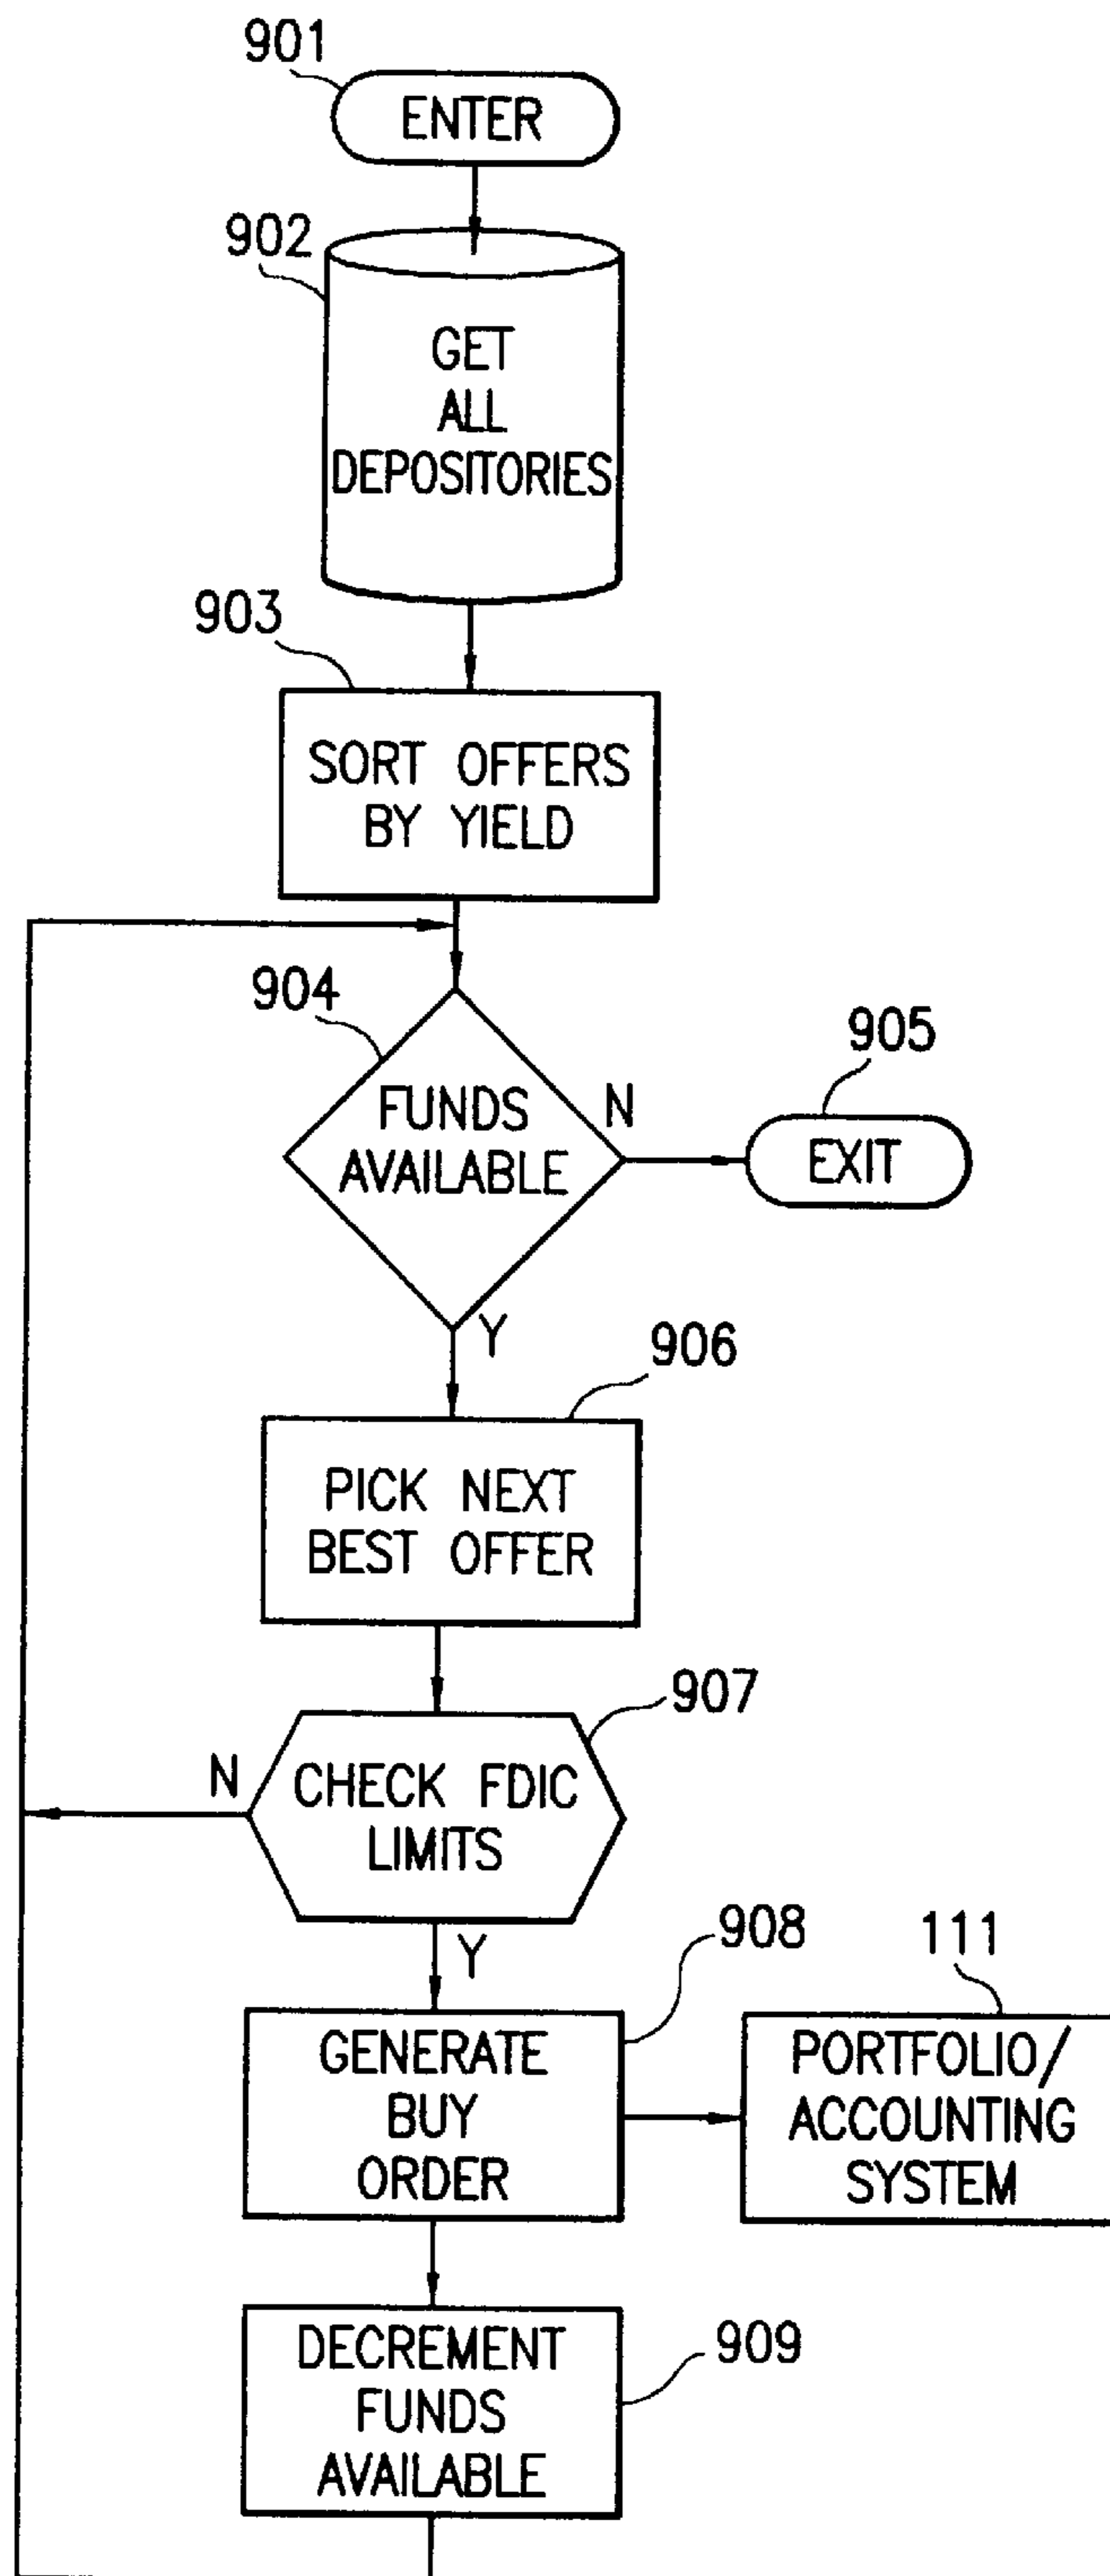 901
ENTER
902
GET
ALL
DEPOSITORIES
903
SORT OFFERS
BY YIELD
904
FUNDS
AVAILABLE
N
905
EXIT
Y
906
PICK NEXT
BEST OFFER
907
N
CHECK FDIC
LIMITS
Y
908
GENERATE
BUY
ORDER
111
PORTFOLIO/
ACCOUNTING
SYSTEM
909
DECREMENT
FUNDS
AVAILABLE